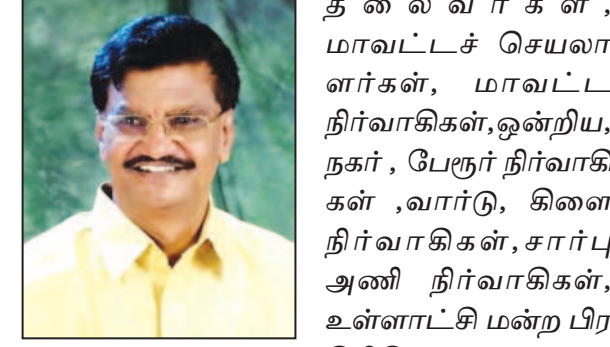 தலைவர்கள்,
மாவட்டச் செயலா
ளர்கள், மாவட்ட
நிர்வாகிகள்,ஒன்றிய,
நகர் , பேரூர் நிர்வாகி
கள் ,வார்டு, கிளை
நிர்வாகிகள்,சார்பு
அணி நிர்வாகிகள்,
உள்ளாட்சி மன்ற பிர